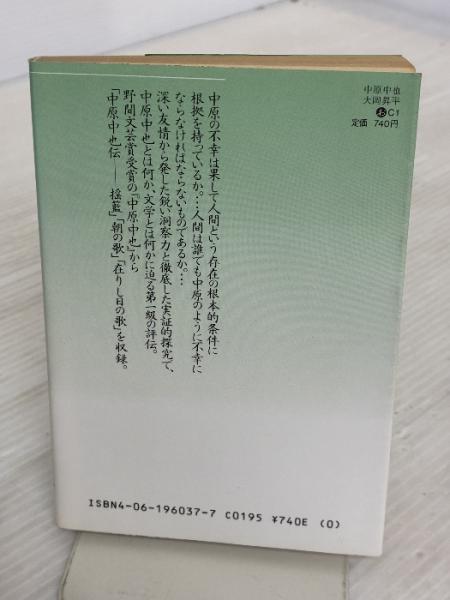 中原中也
大岡昇平
お C1
定価 740円
中原の不幸は果して人間という存在の根本的条件に
根拠を持っているか。…人間は誰でも中原のように不幸に
ならなければならないものであるか。…
深い友情から発した鋭い洞察力と徹底した実証的探究で、
中原中也とは何か、文学とは何かに迫る第一級の評伝。
野間文芸賞受賞の『中原中也』から
「中原中也伝――揺籃」「朝の歌」「在りし日の歌」を収録。
ISBN4-06-196037-7 C0195 ¥740E (0)